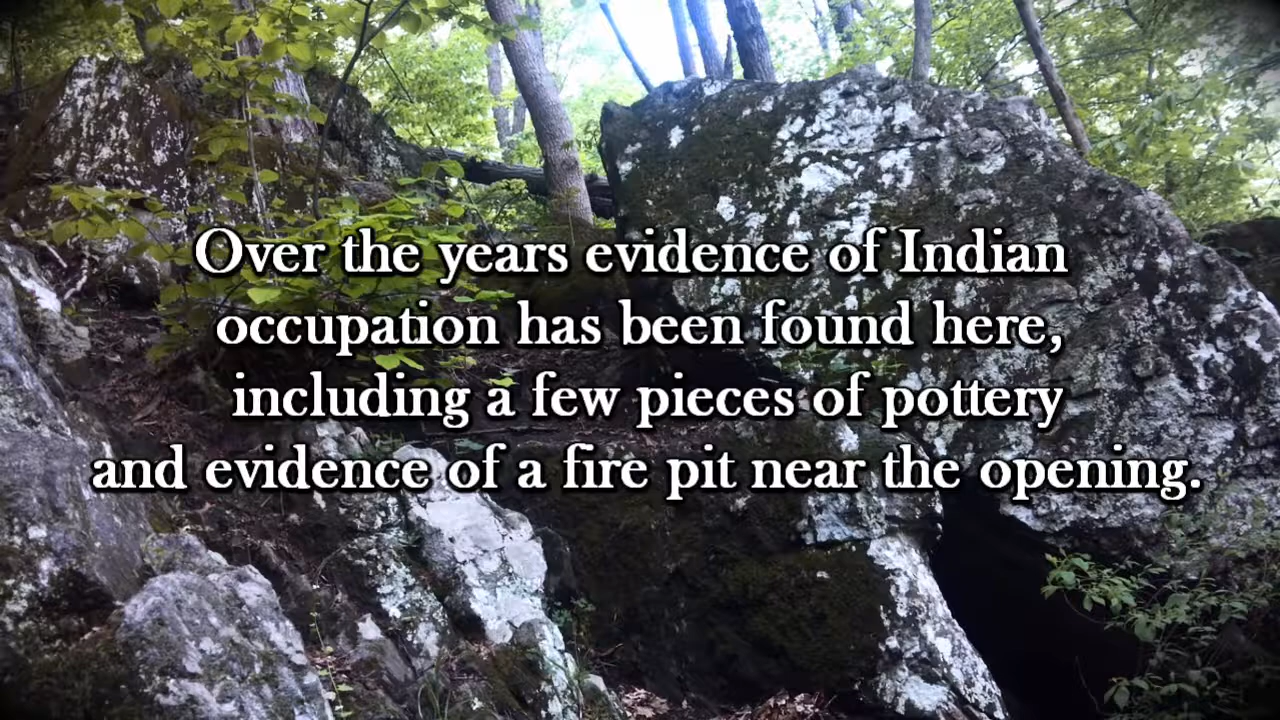 Over the years evidence of Indian
occupation has been found here,
including a few pieces of pottery
and evidence of a fire pit near the opening.